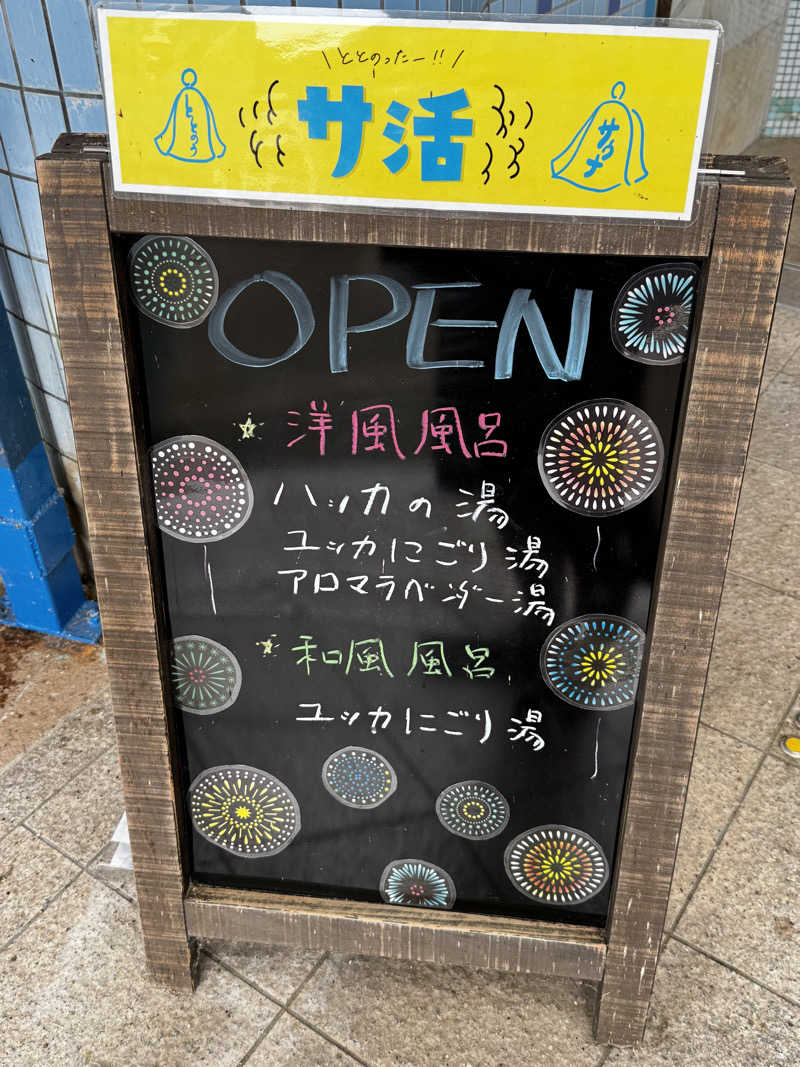 \ととのったー!!/
ととのう
サ活
サウナ
OPEN
☆洋風風呂
ハッカの湯
ユッカにごり湯
アロマラベンダー湯
☆和風風呂
ユッカにごり湯